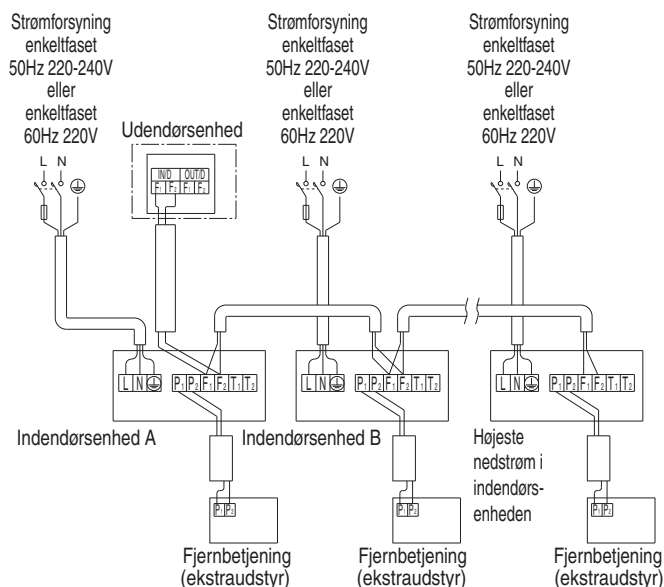 Strømforsyning
enkeltfaset
50Hz 220-240V
eller
enkeltfaset
60Hz 220V
Strømforsyning
enkeltfaset
50Hz 220-240V
eller
enkeltfaset
60Hz 220V
Strømforsyning
enkeltfaset
50Hz 220-240V
eller
enkeltfaset
60Hz 220V
Udendørsenhed
L N
IN/D OUT/D
F1 F2 F1 F2
L N
L N
L N
P1 P2 F1 F2 T1 T2
L N
P1 P2 F1 F2 T1 T2
L N
P1 P2 F1 F2 T1 T2
Indendørsenhed A
Indendørsenhed B
Højeste
nedstrøm i
indendørs-
enheden
P1 P2
P1 P2
P1 P2
Fjernbetjening
(ekstraudstyr)
Fjernbetjening
(ekstraudstyr)
Fjernbetjening
(ekstraudstyr)